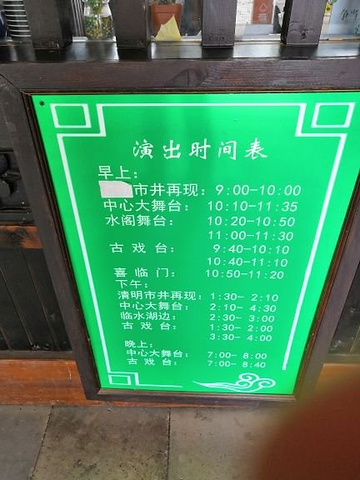 演出时间表
早上：
市井再现：9:00-10:00
中心大舞台：10:10-11:35
水阁舞台：10:20-10:50
11:00-11:30
古戏台：9:40-10:10
10:40-11:10
喜临门：10:50-11:20
下午：
清明市井再现：1:30-2:10
中心大舞台：2:10-4:30
临水湖边：2:30-3:00
古戏台：1:30-2:00
3:30-4:00
晚上：
中心大舞台：7:00-8:00
古戏台：7:00-8:40